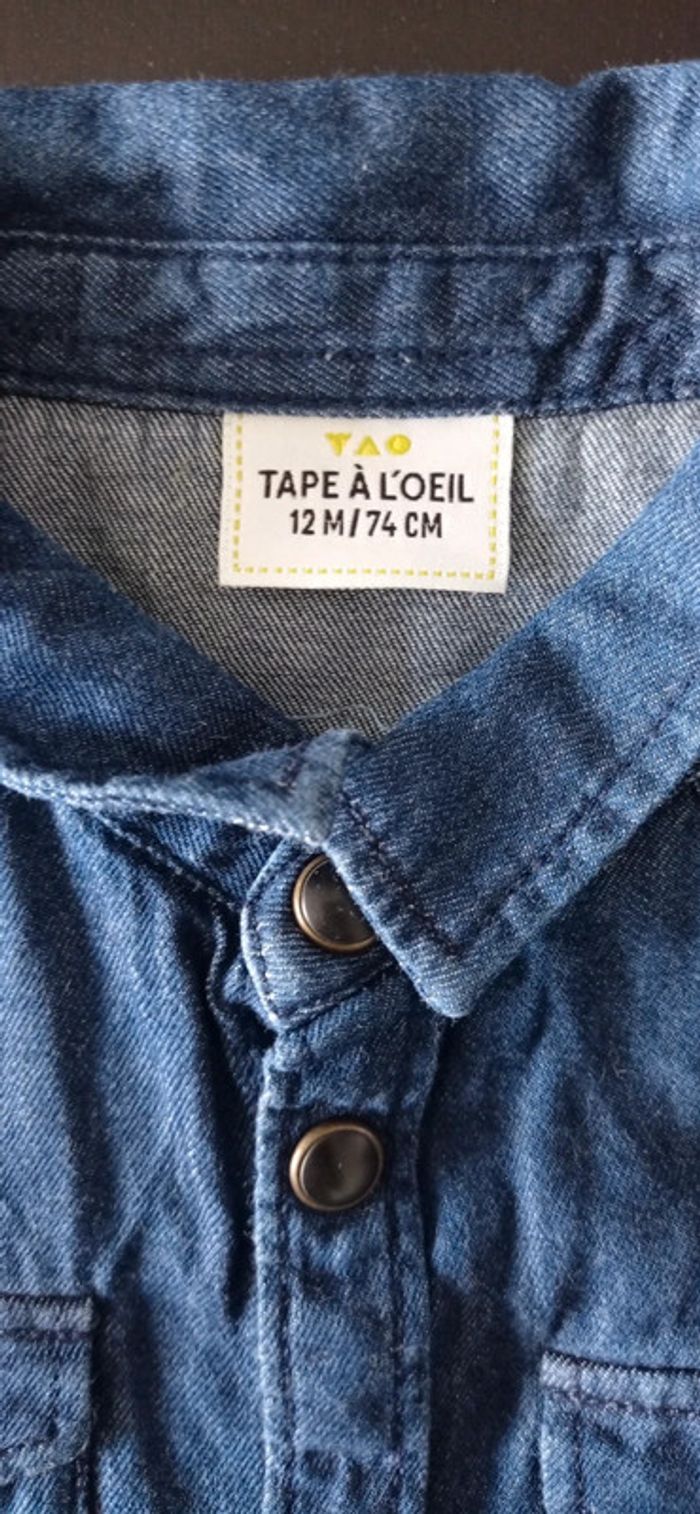 TAO
TAPE À L'OEIL
12 M/74 CM